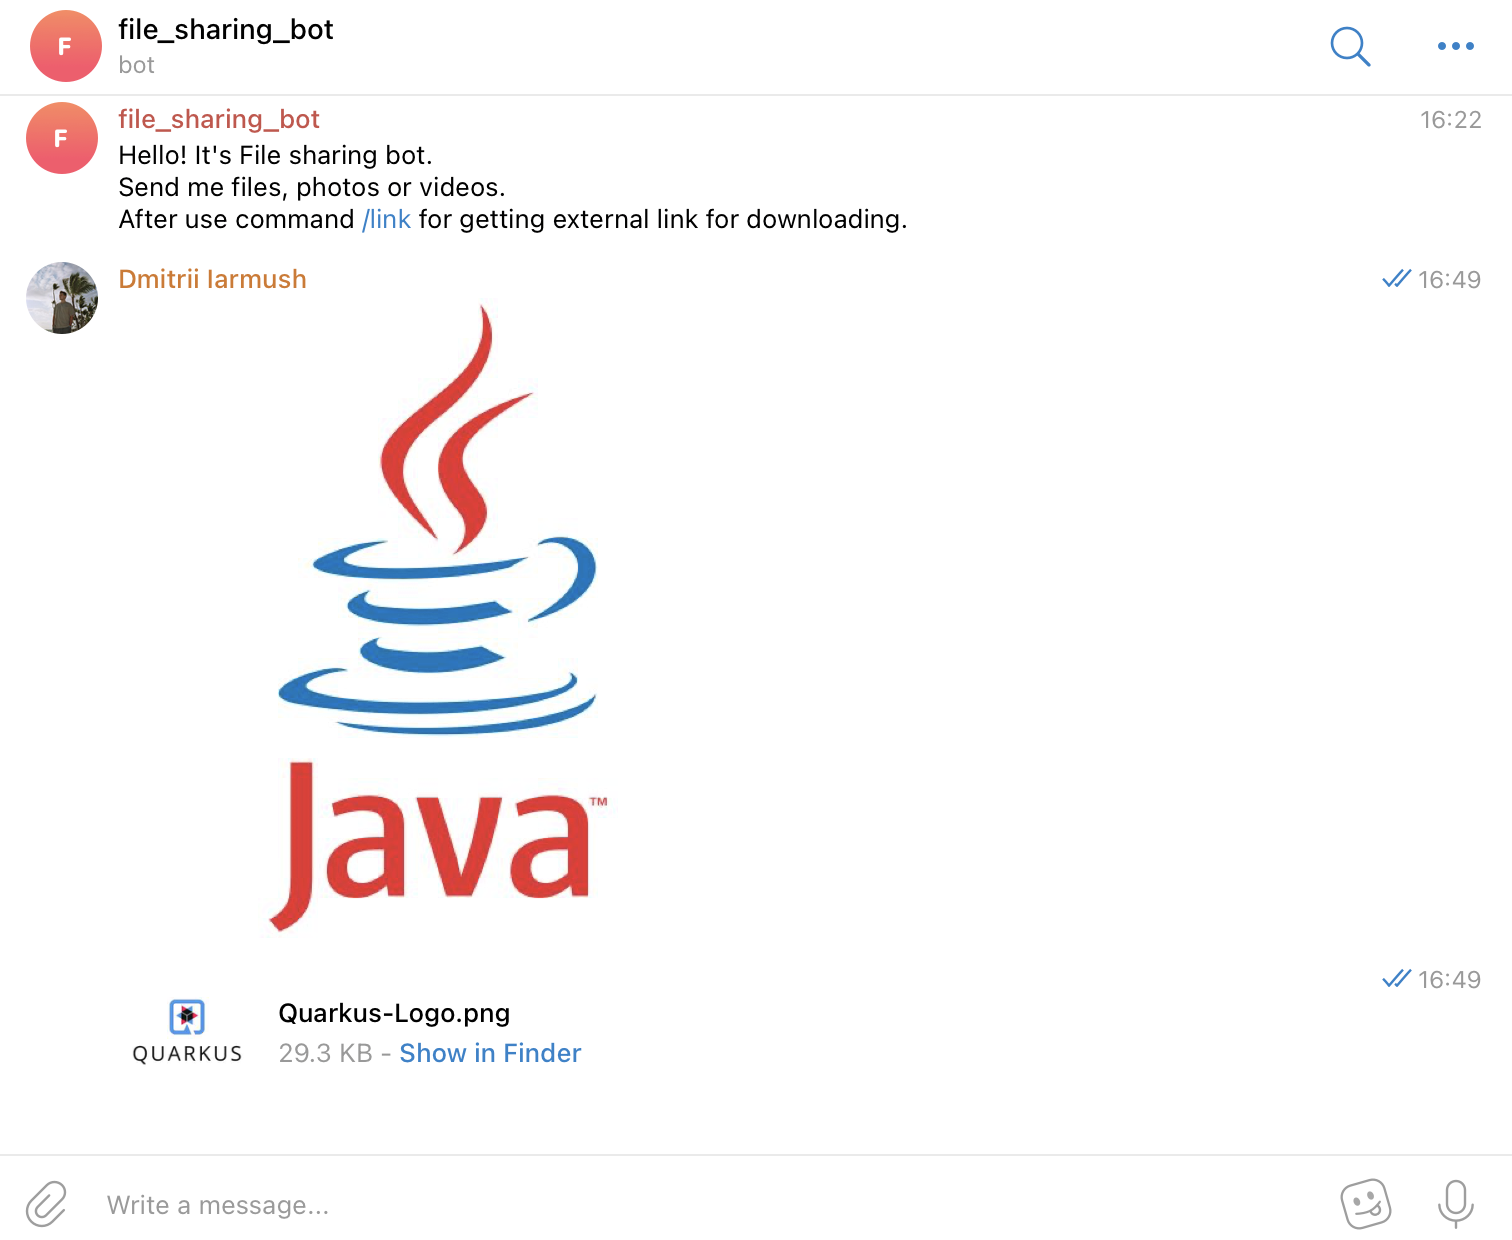 F
file_sharing_bot
bot
F
file_sharing_bot
16:22
Hello! It's File sharing bot.
Send me files, photos or videos.
After use command /link for getting external link for downloading.
Dmitrii Iarmush
16:49
Java™
16:49
QUARKUS
Quarkus-Logo.png
29.3 KB - Show in Finder
Write a message...